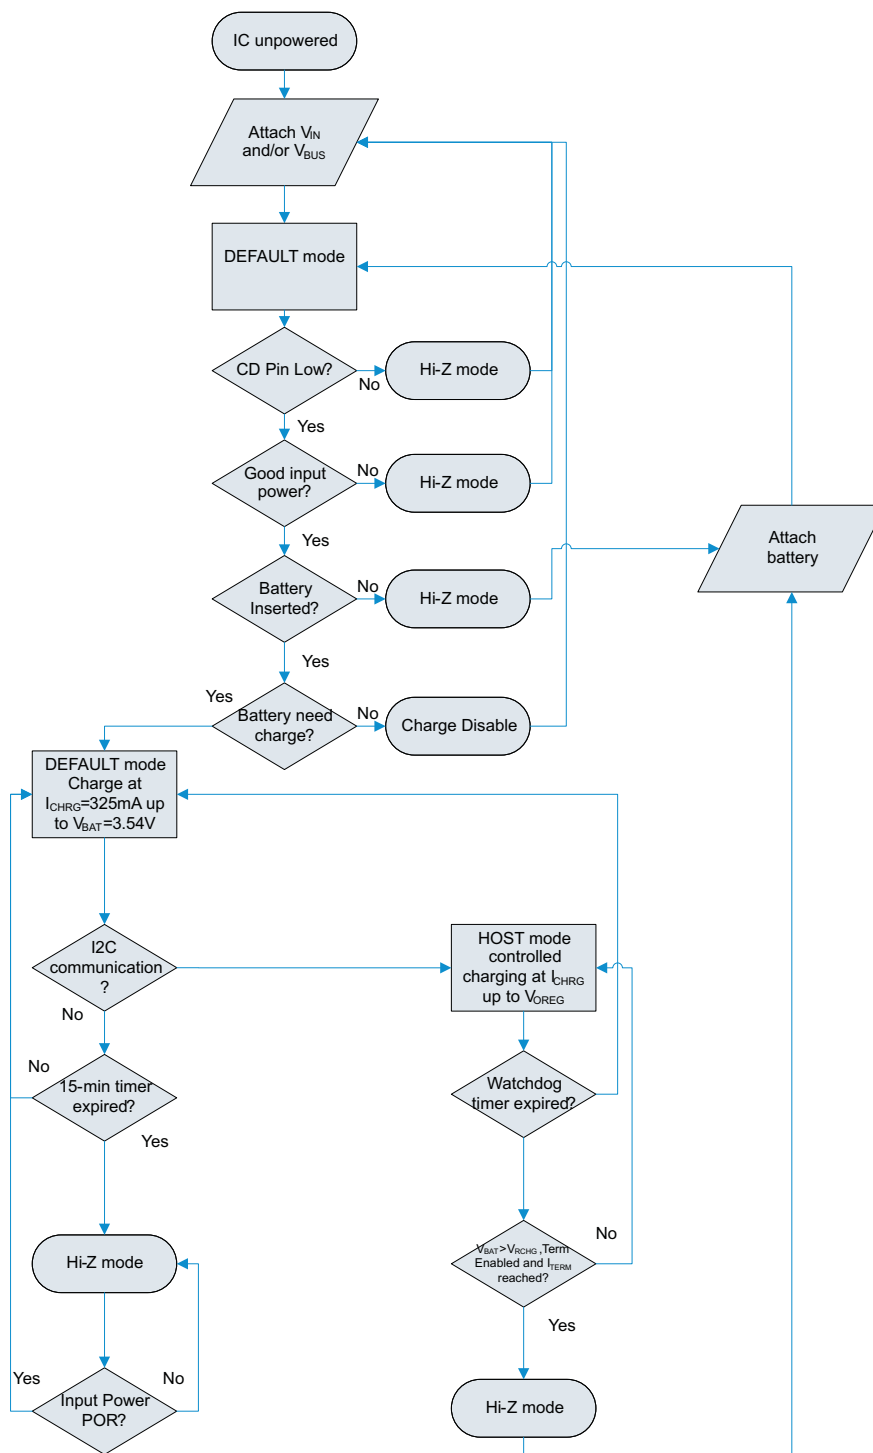 IC unpowered
Attach VIN
and/or VBUS
DEFAULT mode
CD Pin Low?
No
Hi-Z mode
Yes
Good input
power?
No
Hi-Z mode
Yes
Attach
battery
Battery
Inserted?
No
Hi-Z mode
Yes
Yes
Battery need
charge?
No
Charge Disable
DEFAULT mode
Charge at
ICHRG=325mA up
to VBAT=3.54V
I2C
communication
?
HOST mode
controlled
charging at ICHRG
up to VOREG
No
No
15-min timer
expired?
Yes
Watchdog
timer expired?
Hi-Z mode
VBAT>VRCHG,Term
Enabled and ITERM
reached?
No
Yes
Yes
No
Input Power
POR?
Hi-Z mode